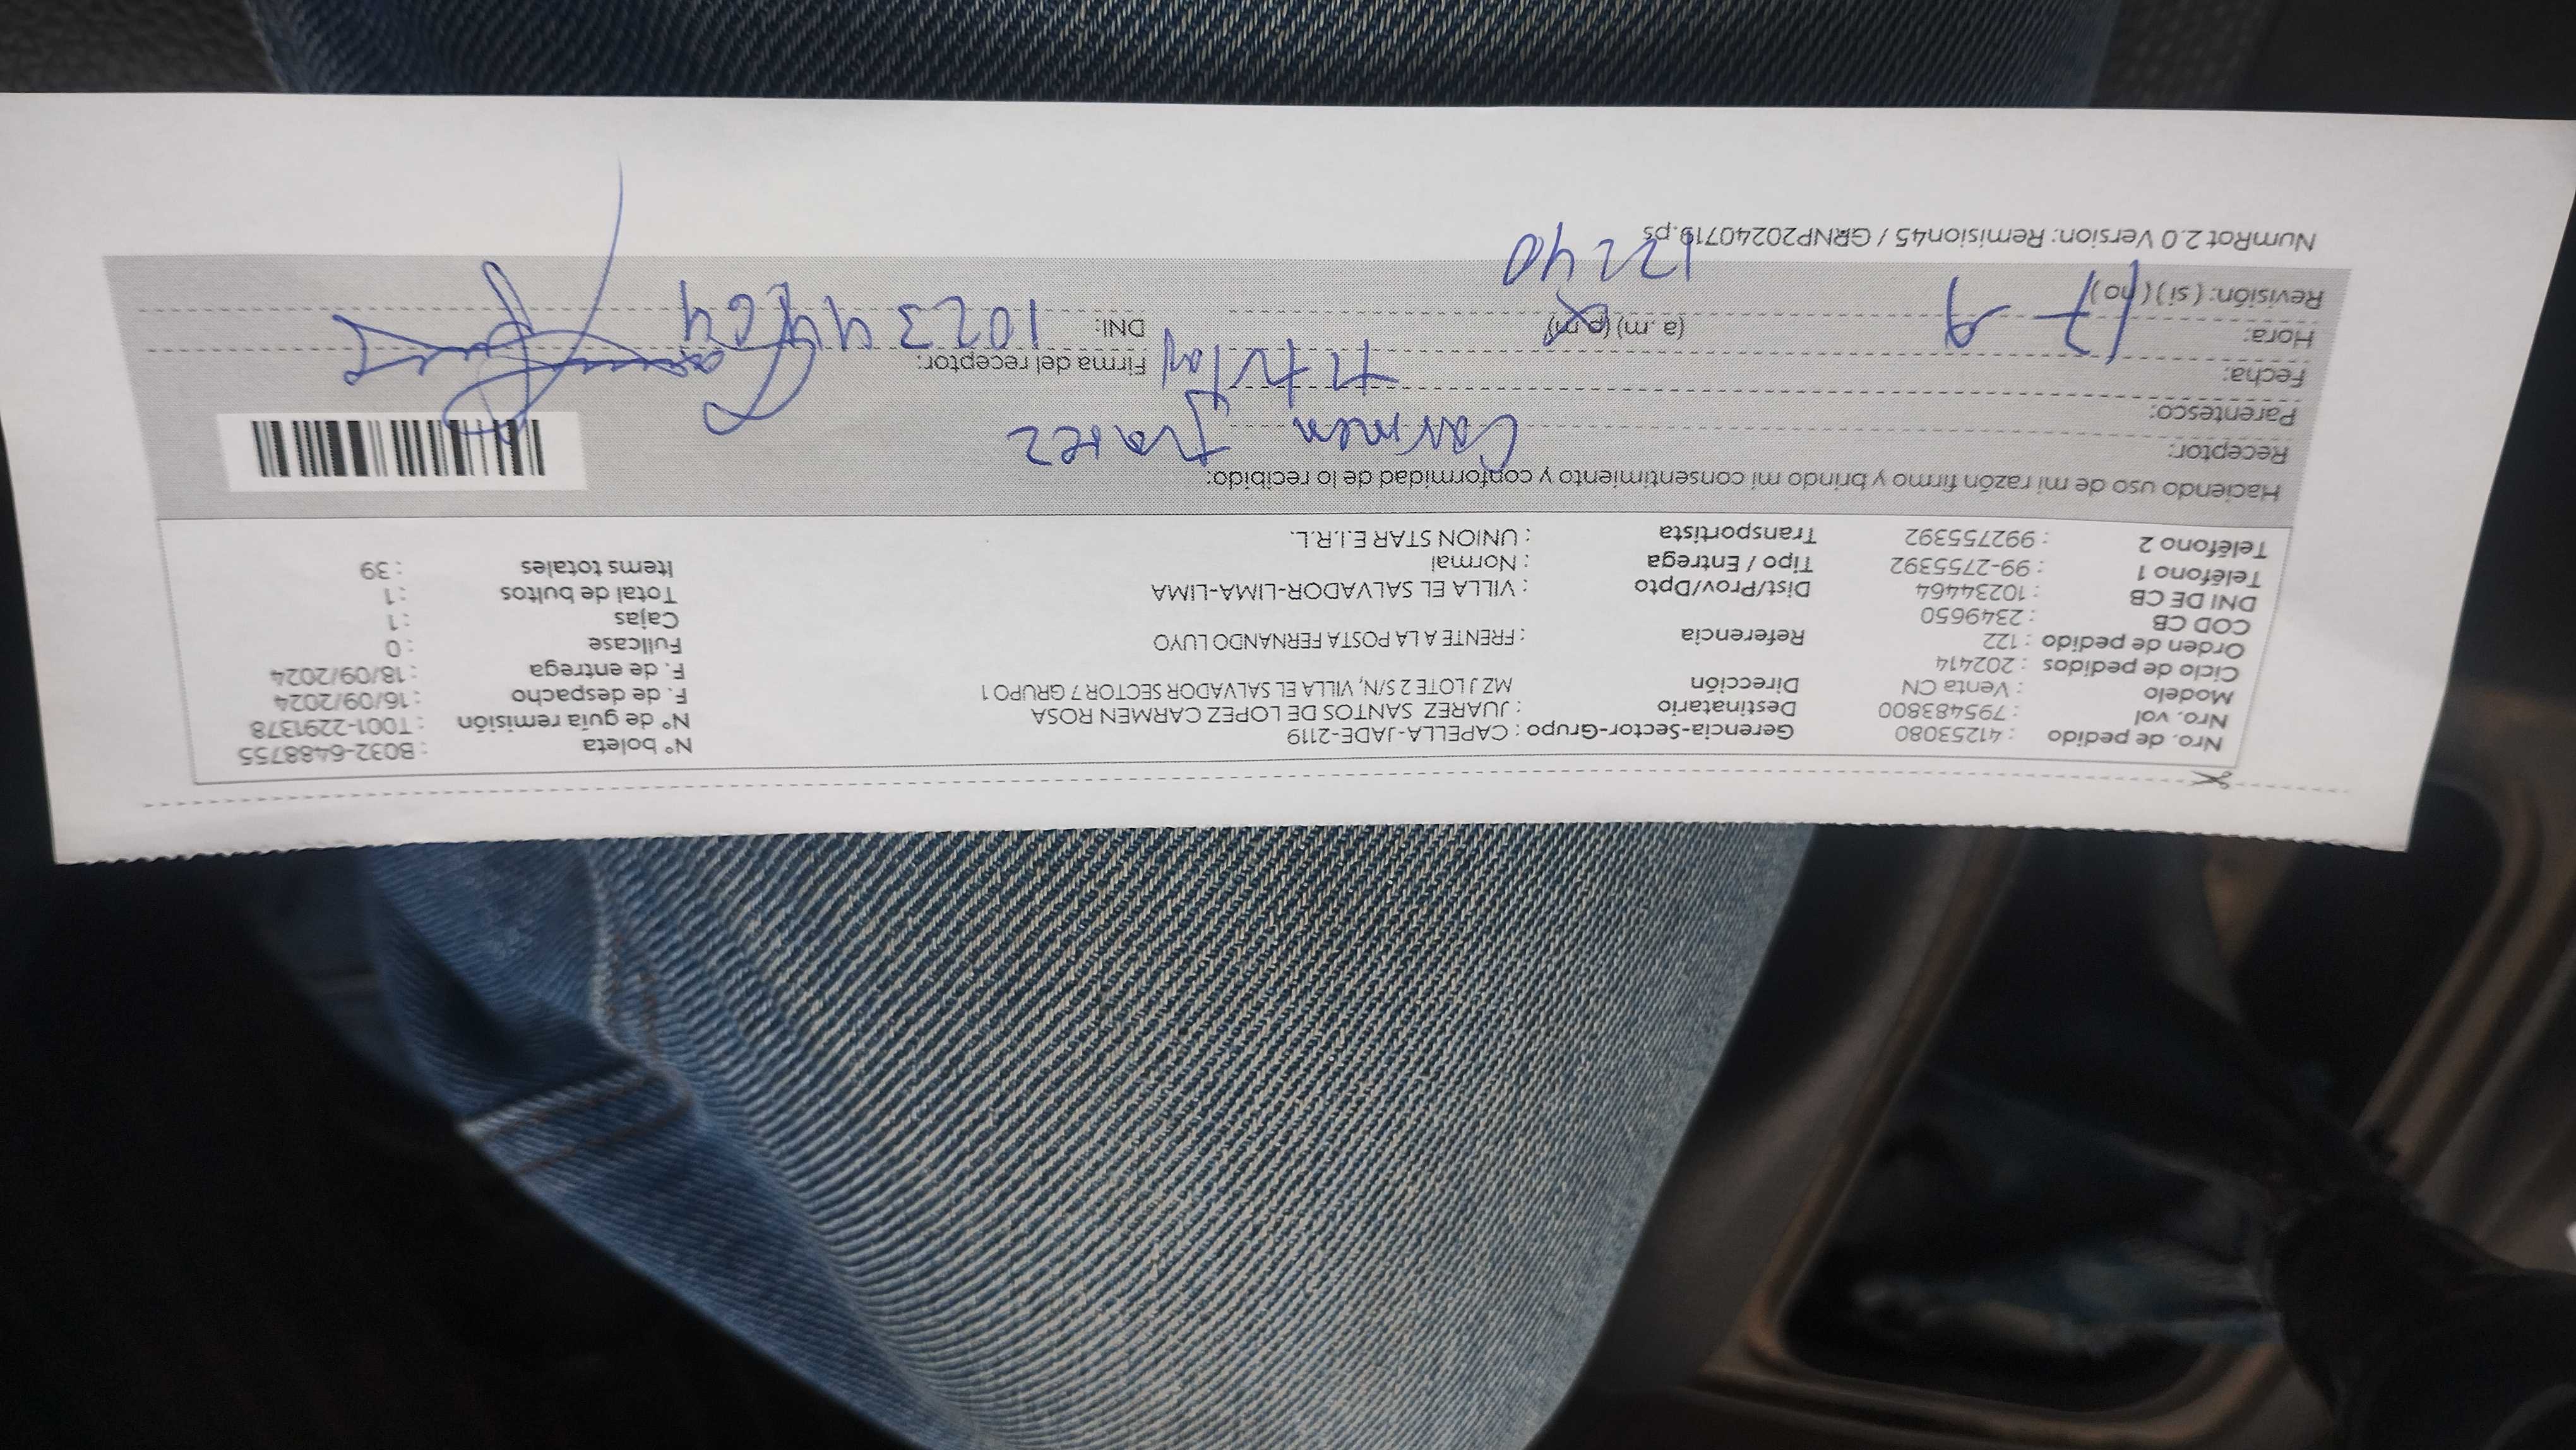 Nro. de pedido : 41253080 Gerencia-Sector-Grupo : CAPELLA-JADE-2119 N° boleta : B032-6488755
Nro. vol : 795483800 Destinatario : JUAREZ SANTOS DE LOPEZ CARMEN ROSA N° de guía remisión : T001-2291378
Modelo : Venta CN Dirección MZ J LOTE 2 S/N, VILLA EL SALVADOR SECTOR 7 GRUPO 1 F. de despacho : 16/09/2024
Ciclo de pedidos : 202414 F. de entrega : 18/09/2024
Orden de pedido : 122 Referencia : FRENTE A LA POSTA FERNANDO LUYO Fullcase : 0
COD CB : 2349650 Cajas : 1
DNI DE CB : 10234464 Dist/Prov/Dpto : VILLA EL SALVADOR-LIMA-LIMA Total de bultos : 1
Teléfono 1 : 99-2755392 Tipo / Entrega : Normal Items totales : 39
Teléfono 2 : 992755392 Transportista : UNION STAR E.I.R.L.
Haciendo uso de mi razón firmo y brindo mi consentimiento y conformidad de lo recibido:
Receptor: Carmen Juarez
Parentesco: Titular
Fecha: 17 9 Firma del receptor:
Hora: 12 40 (a.m) (p.m) DNI: 10234464
Revisión: ( si ) ( no )
NumRot 2.0 Version: Remision45 / GRNP20240719.ps